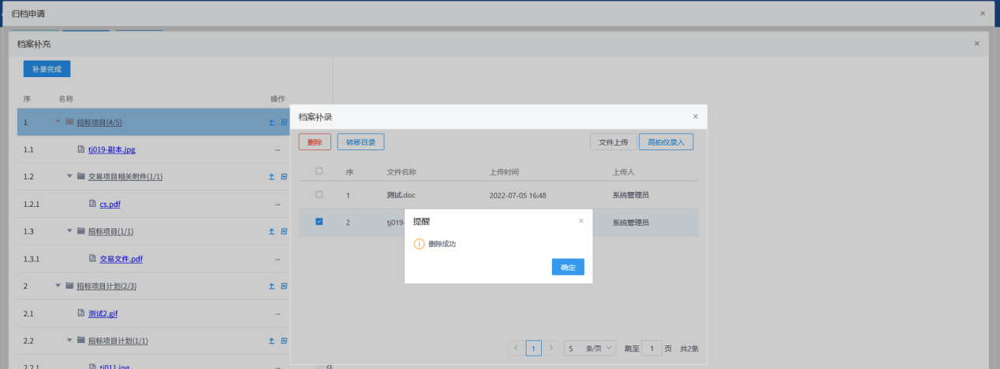 归档申请
档案补充
补录完成
序 名称 操作
1 招标项目(4/5)
1.1 tj019-副本.jpg --
1.2 交易项目相关附件(1/1)
1.2.1 cs.pdf --
1.3 招标项目(1/1)
1.3.1 交易文件.pdf --
2 招标项目计划(2/3)
2.1 测试2.gif --
2.2 招标项目计划(1/1)
2.2.1 tj011.jpg --
档案补录
删除 转移目录 文件上传 高拍仪录入
序 文件名称 上传时间 上传人
1 测试.doc 2022-07-05 16:48 系统管理员
2 tj019- 系统管理员
提醒
删除成功
确定
1 5 条/页 跳至 1 页 共2条